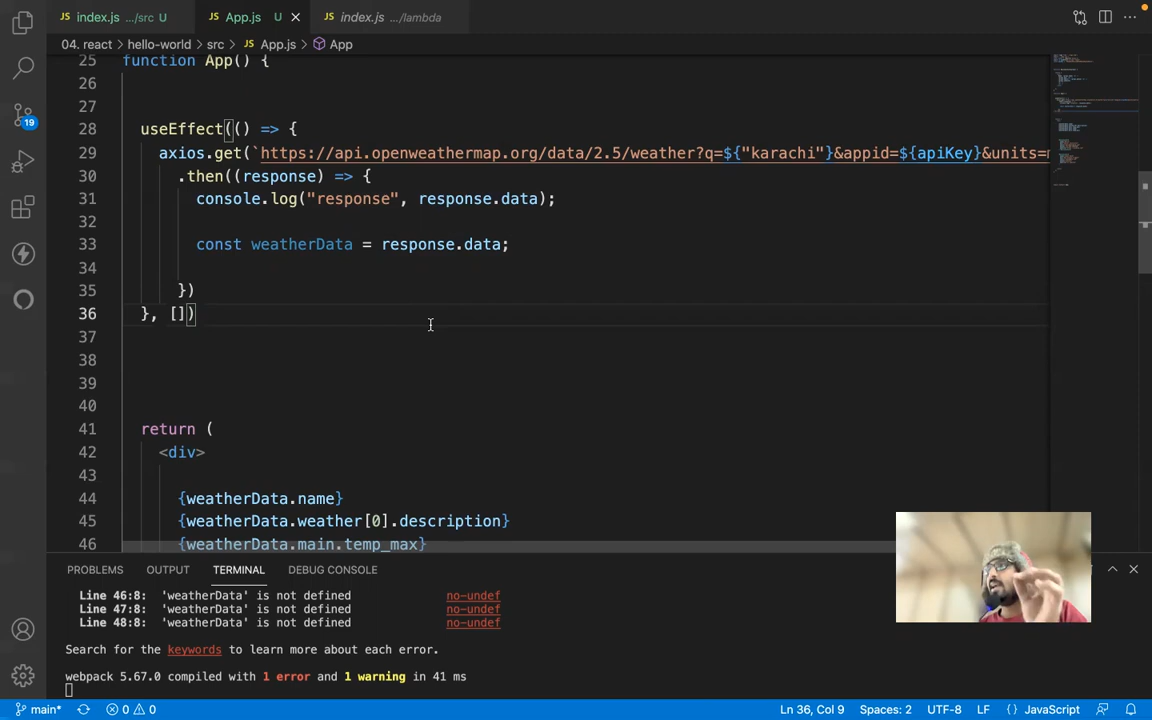 index.js .../src U
App.js U
index.js .../lambda
04. react > hello-world > src > App.js > App
25 function App() {
26
27
28 useEffect(() => {
29 axios.get(`https://api.openweathermap.org/data/2.5/weather?q=${"karachi"}&appid=${apiKey}&units=
30 .then((response) => {
31 console.log("response", response.data);
32
33 const weatherData = response.data;
34
35 })
36 }, [])
37
38
39
40
41 return (
42 <div>
43
44 {weatherData.name}
45 {weatherData.weather[0].description}
46 {weatherData.main.temp_max}
PROBLEMS OUTPUT TERMINAL DEBUG CONSOLE
Line 46:8: 'weatherData' is not defined no-undef
Line 47:8: 'weatherData' is not defined no-undef
Line 48:8: 'weatherData' is not defined no-undef
Search for the keywords to learn more about each error.
webpack 5.67.0 compiled with 1 error and 1 warning in 41 ms
19
main* 0 0 Ln 36, Col 9 Spaces: 2 UTF-8 LF {} JavaScript